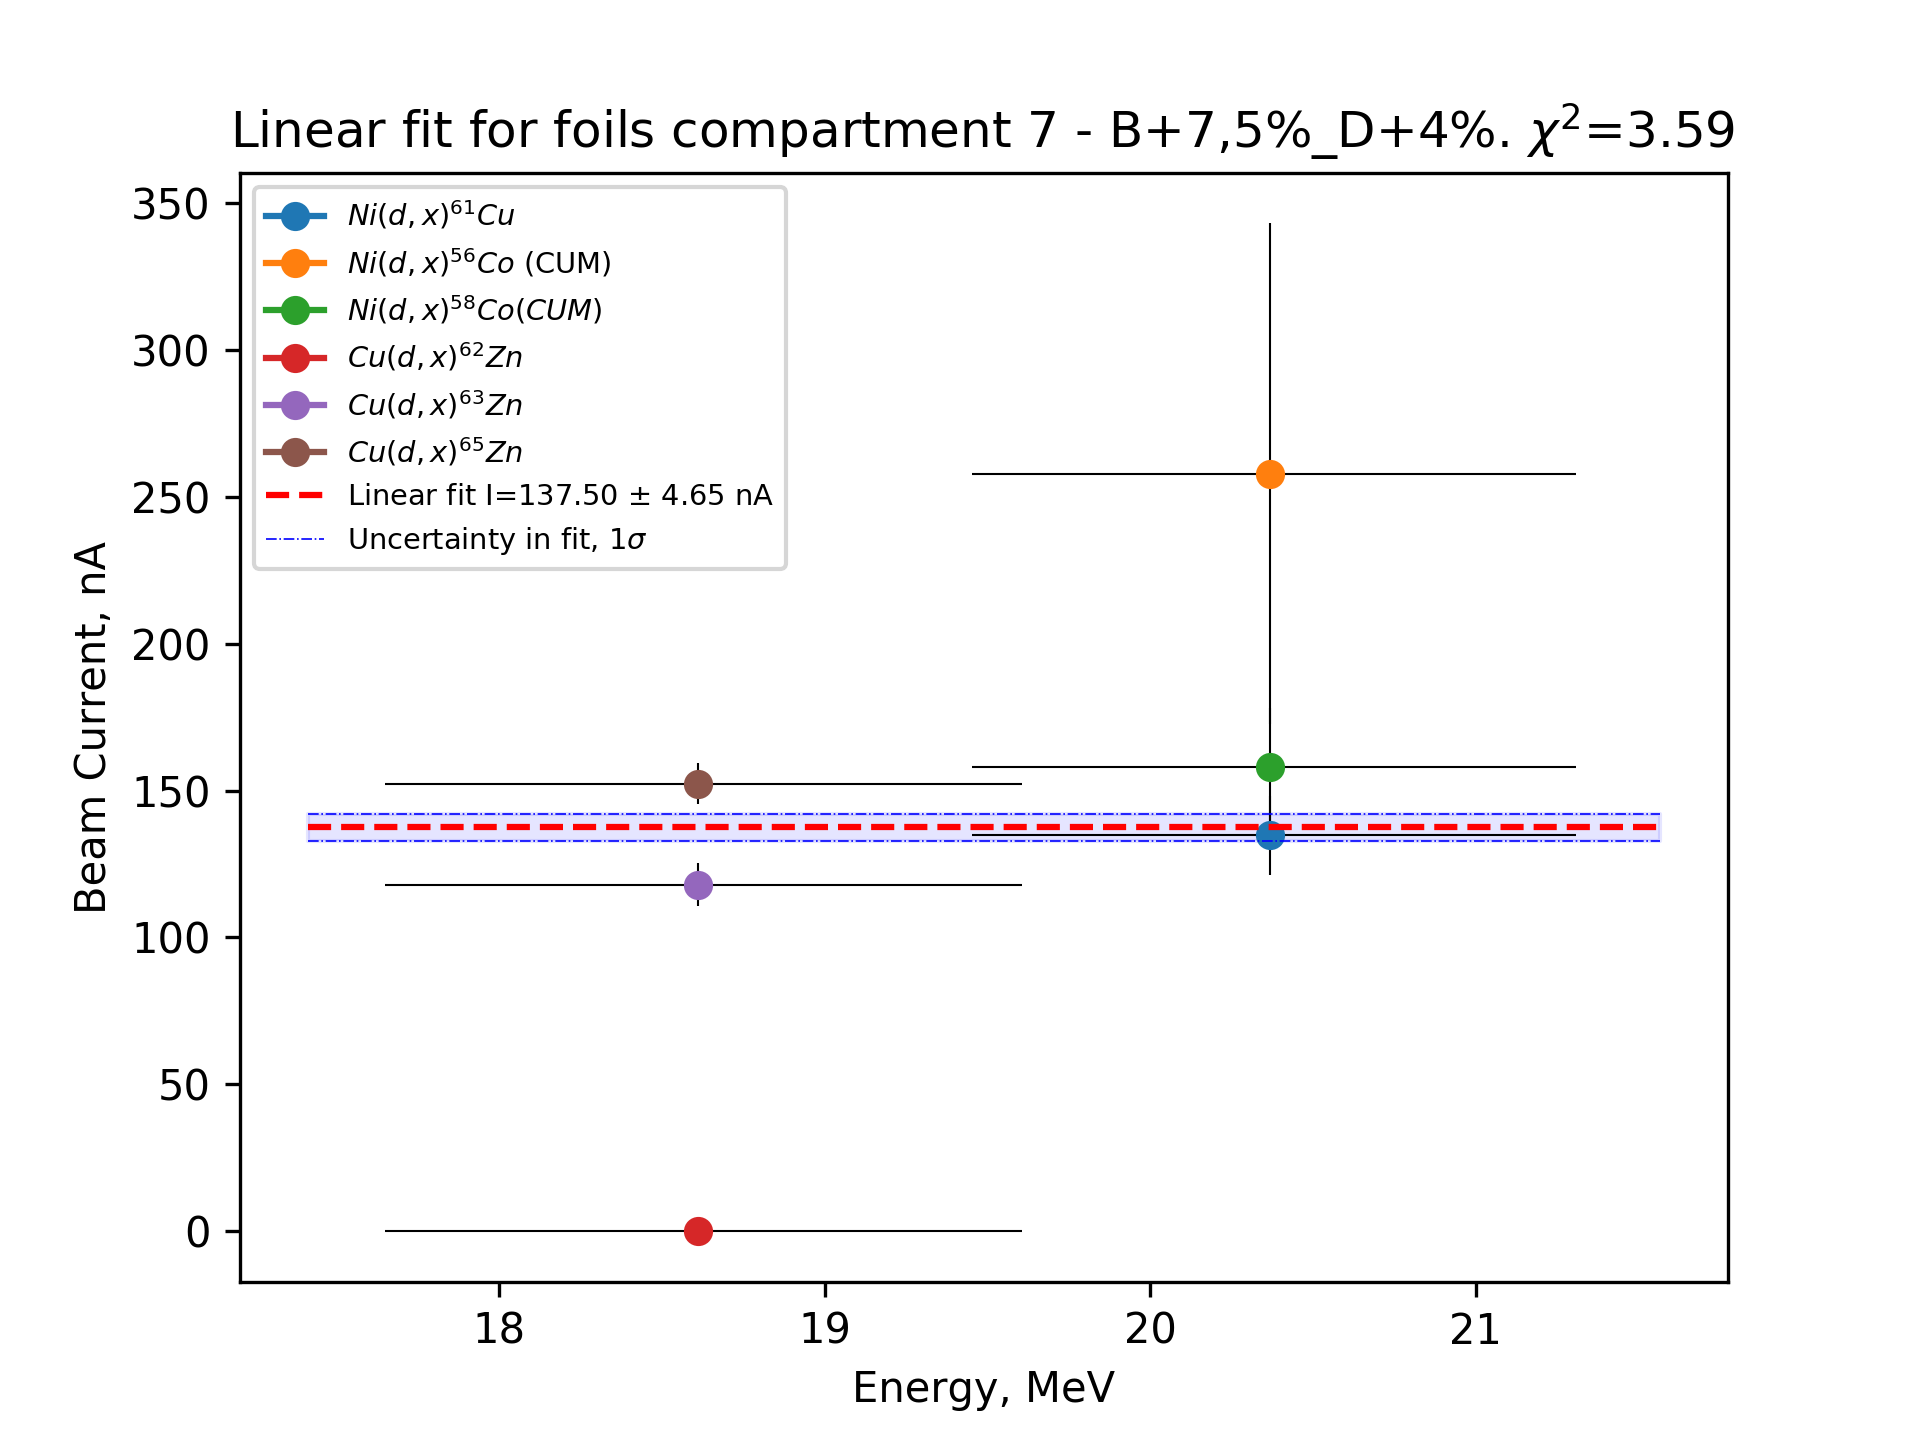 Linear fit for foils compartment 7 - B+7,5%_D+4%. χ²=3.59
350
300
250
200
150
100
50
0
Beam Current, nA
Ni(d, x)⁶¹Cu
Ni(d, x)⁵⁶Co (CUM)
Ni(d, x)⁵⁸Co(CUM)
Cu(d, x)⁶²Zn
Cu(d, x)⁶³Zn
Cu(d, x)⁶⁵Zn
Linear fit I=137.50 ± 4.65 nA
Uncertainty in fit, 1σ
18 19 20 21
Energy, MeV